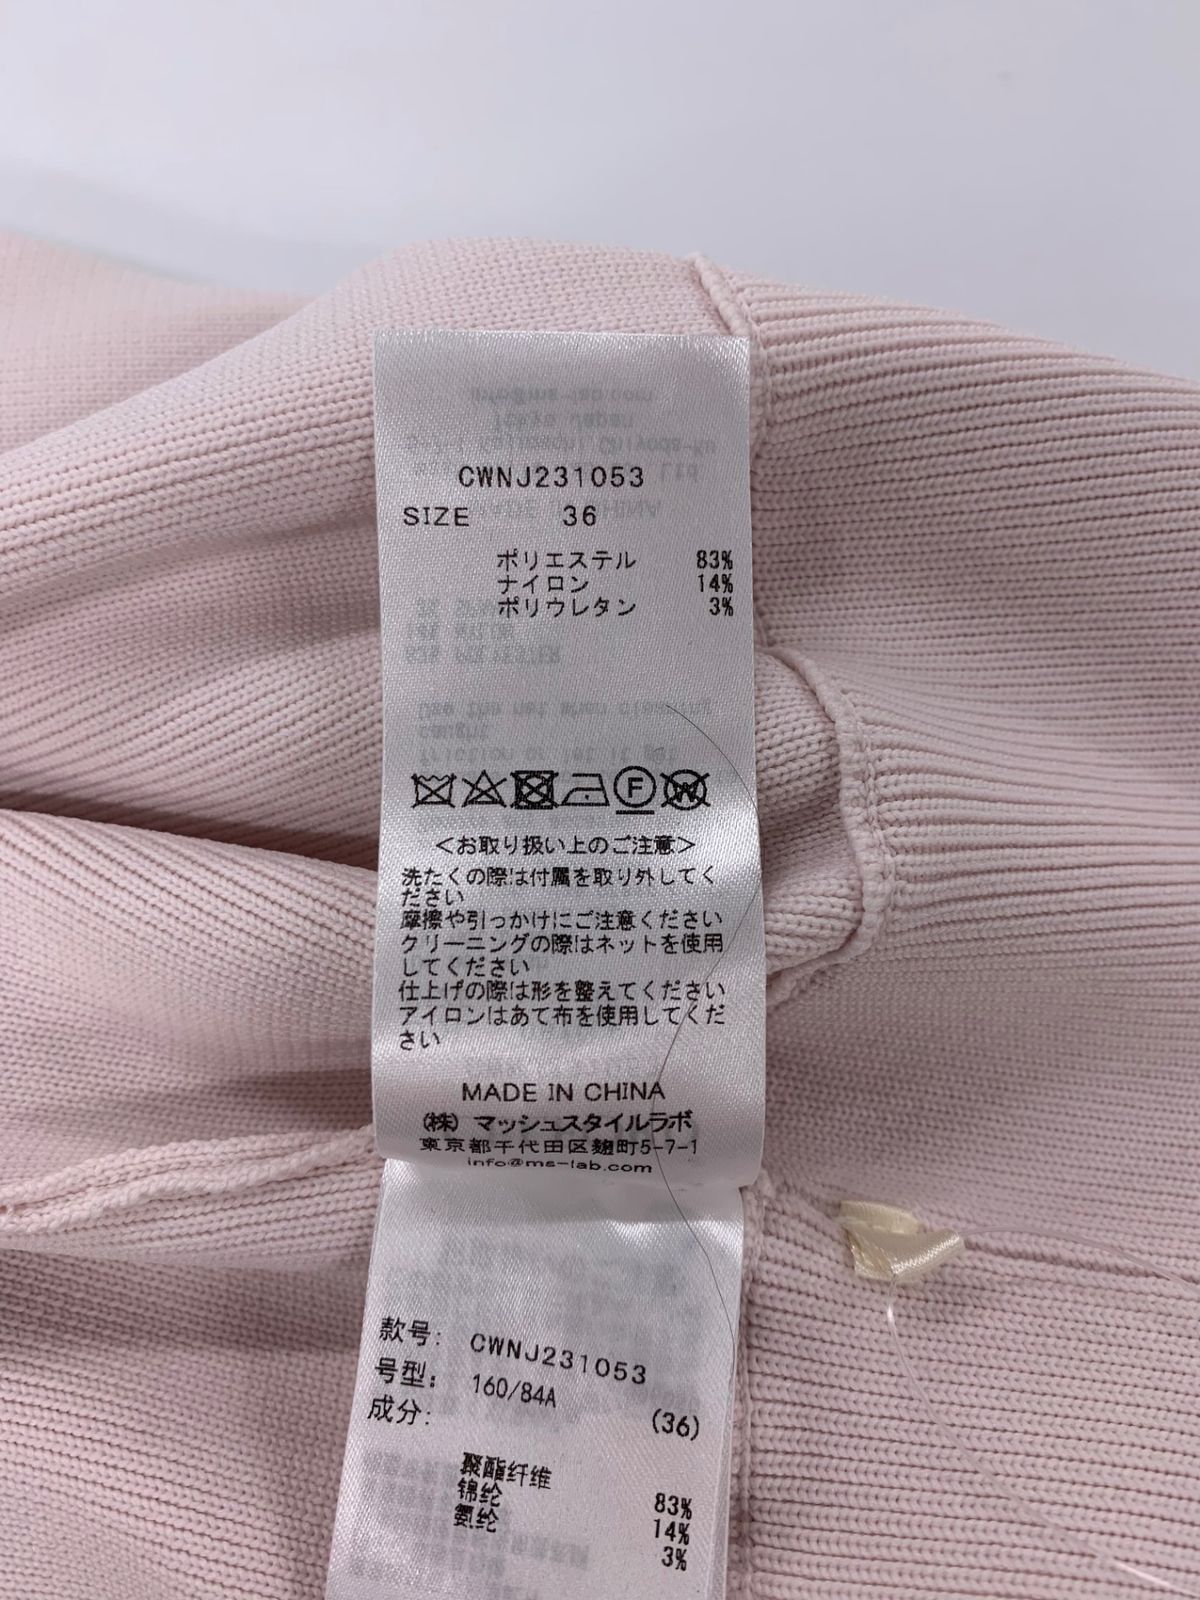 CWNJ231053
SIZE 36
ポリエステル 83%
ナイロン 14%
ポリウレタン 3%
F
W
<お取り扱い上のご注意>
洗たくの際は付属を取り外してく
ださい
摩擦や引っかけにご注意ください
クリーニングの際はネットを使用
してください
仕上げの際は形を整えてください
アイロンはあて布を使用してくだ
さい
MADE IN CHINA
(株) マッシュスタイルラボ
東京都千代田区麹町5-7-1
info@ms-lab.com
款号: CWNJ231053
号型: 160/84A (36)
成分:
聚酯纤维 83%
锦纶 14%
氨纶 3%